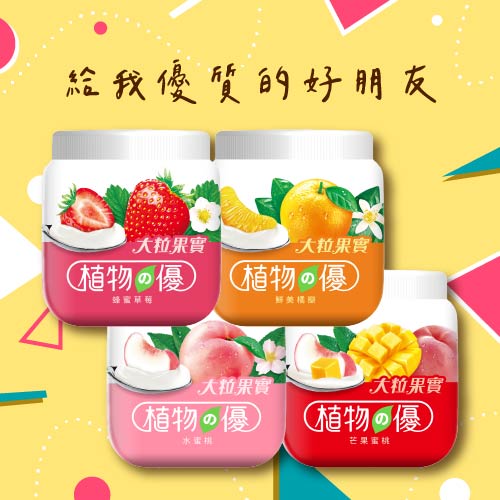 給我優質的好朋友
大粒果實
植物の優
蜂蜜草莓
大粒果實
植物の優
鮮美橘瓣
大粒果實
植物の優
水蜜桃
大粒果實
植物の優
芒果蜜桃